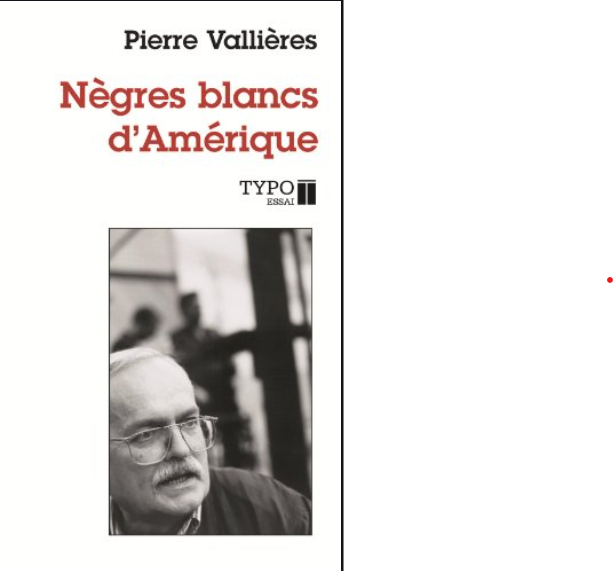 Pierre Vallières
Nègres blancs
d'Amérique
TYPO
ESSAI